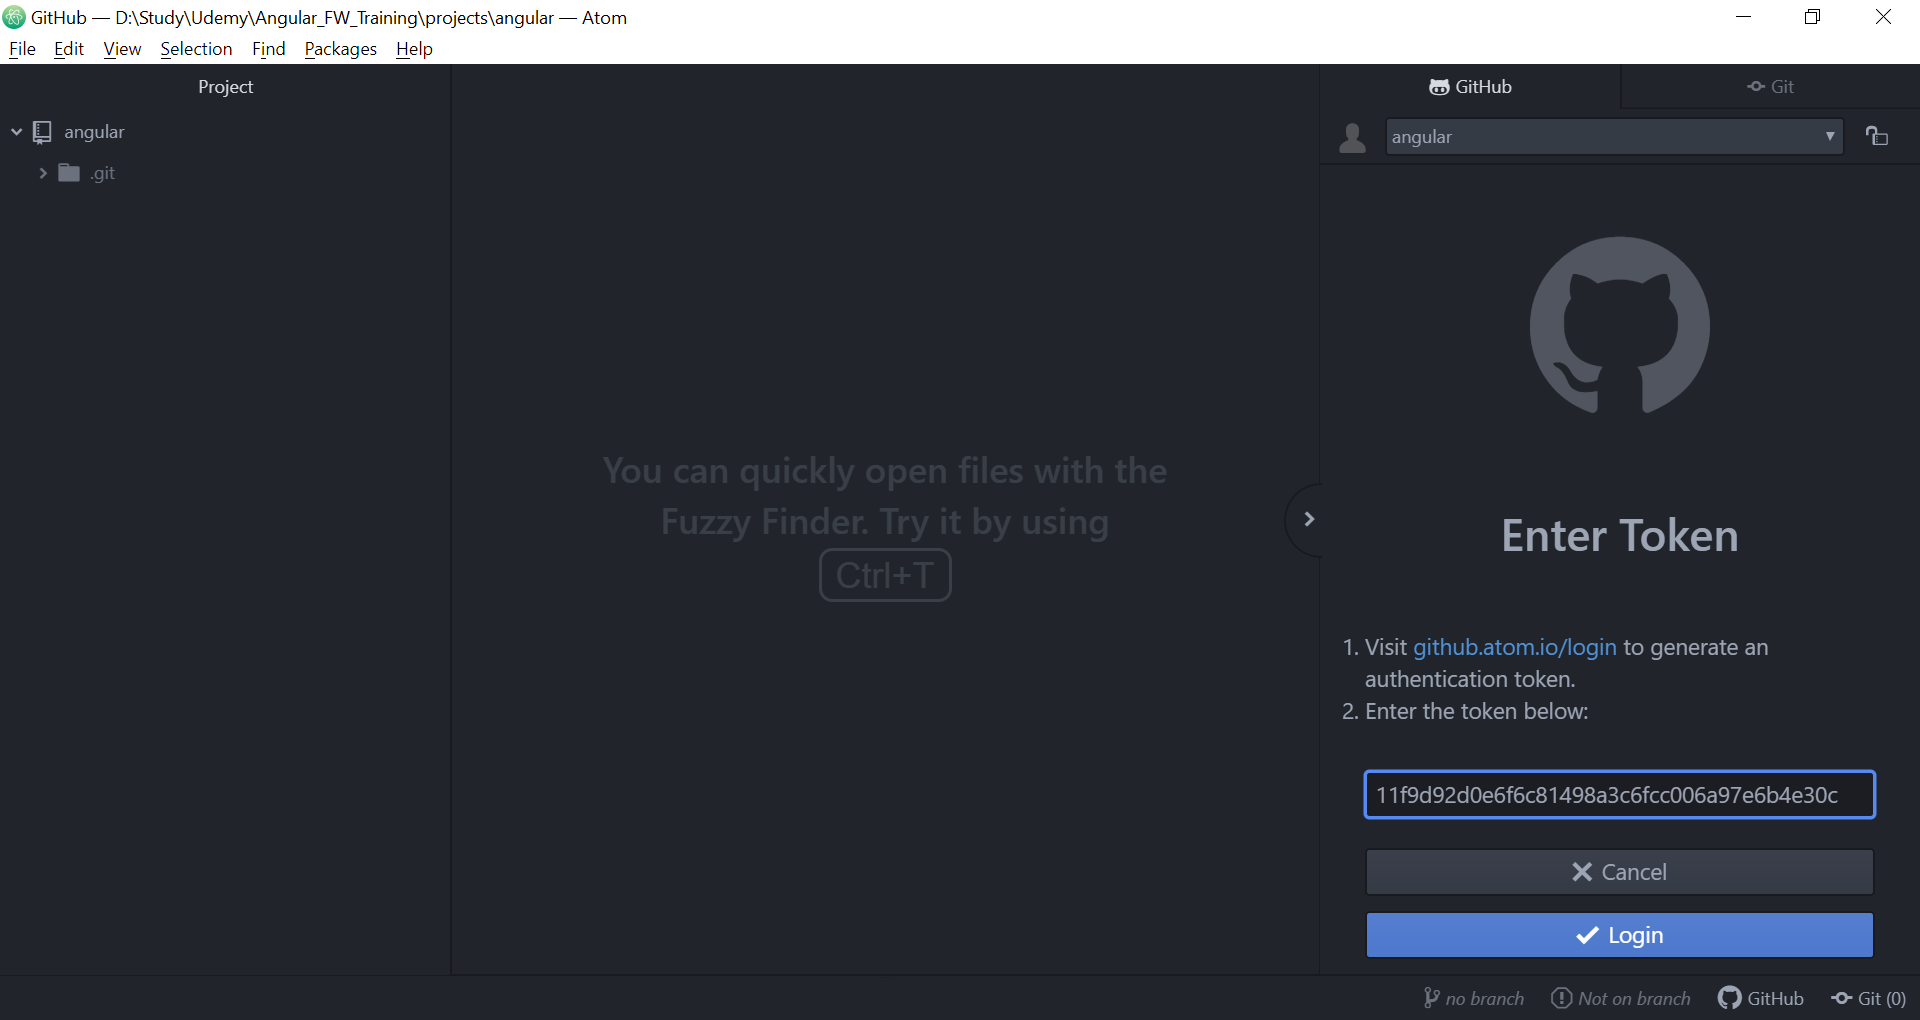 GitHub — D:\Study\Udemy\Angular_FW_Training\projects\angular — Atom
File Edit View Selection Find Packages Help
Project
angular
.git
You can quickly open files with the
Fuzzy Finder. Try it by using
Ctrl+T
GitHub
Git
angular
Enter Token
1. Visit github.atom.io/login to generate an
authentication token.
2. Enter the token below:
11f9d92d0e6f6c81498a3c6fcc006a97e6b4e30c
Cancel
Login
no branch Not on branch GitHub Git (0)